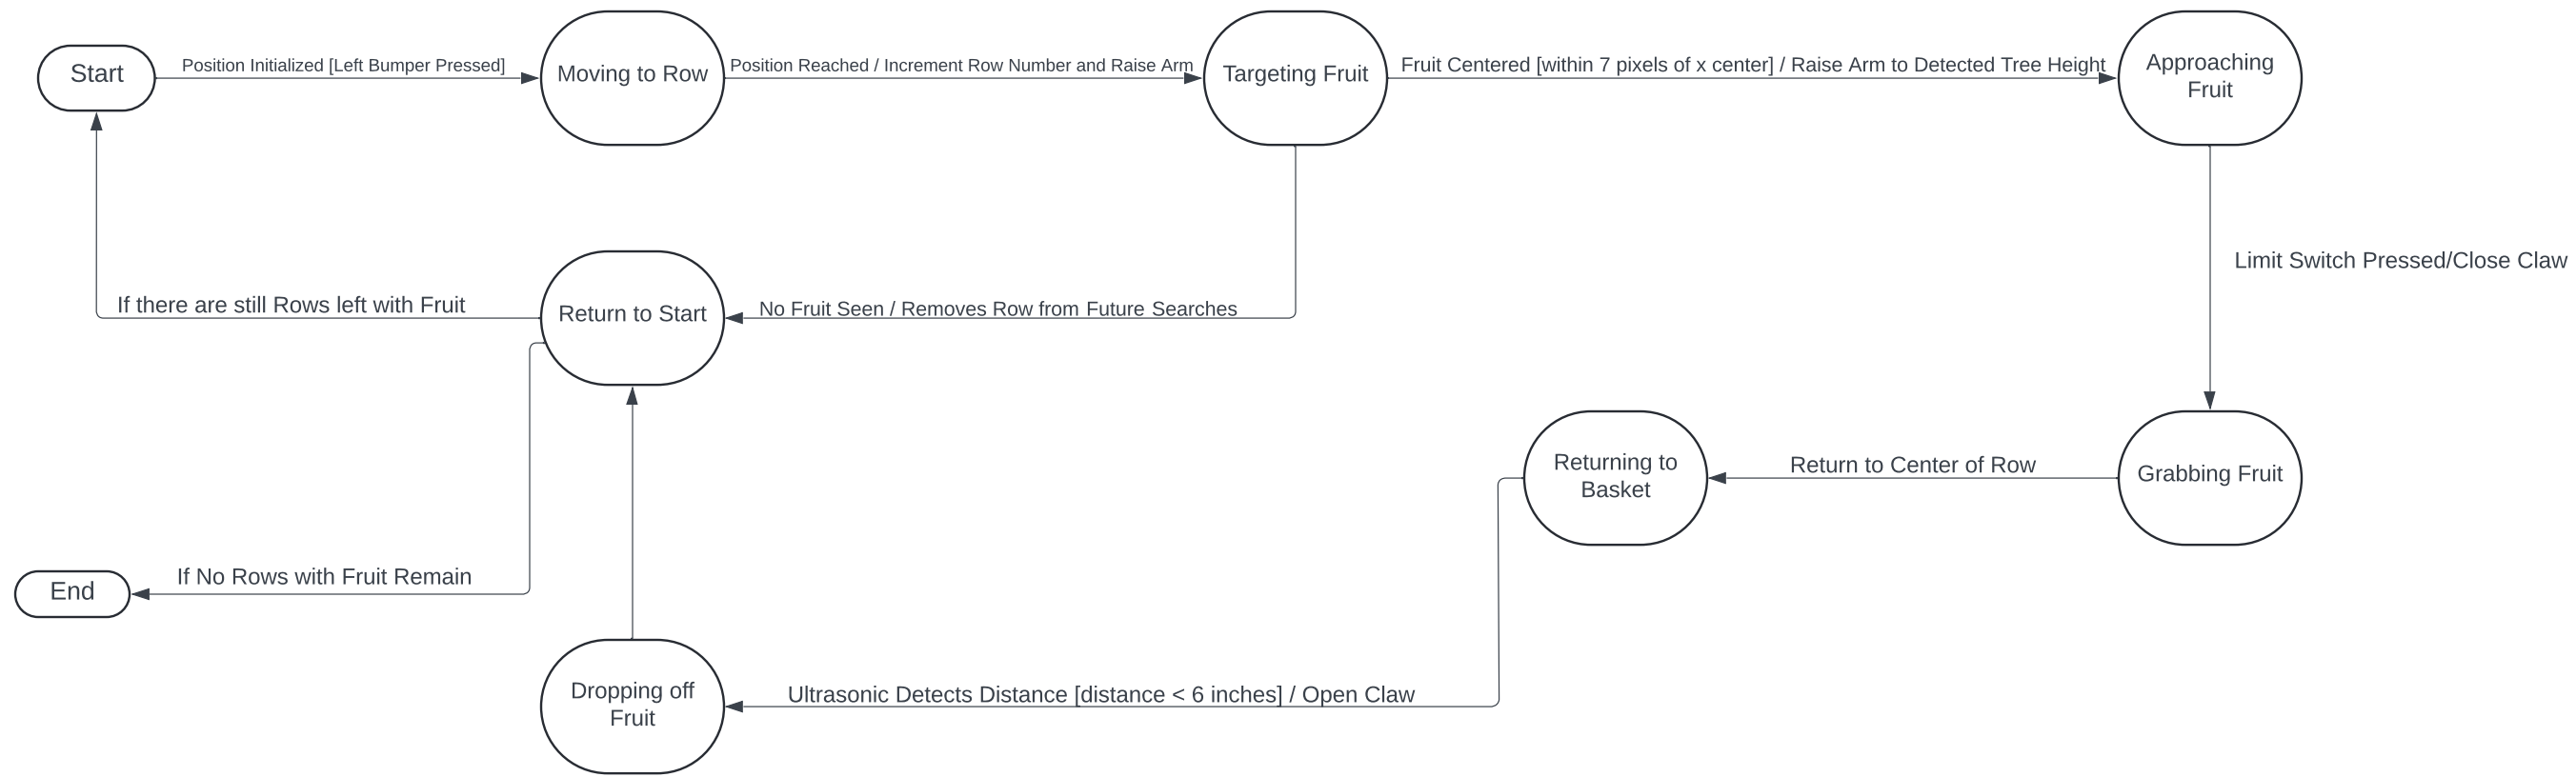 Start
Position Initialized [Left Bumper Pressed]
Moving to Row
Position Reached / Increment Row Number and Raise Arm
Targeting Fruit
Fruit Centered [within 7 pixels of x center] / Raise Arm to Detected Tree Height
Approaching
Fruit
Limit Switch Pressed/Close Claw
If there are still Rows left with Fruit
Return to Start
No Fruit Seen / Removes Row from Future Searches
Returning to
Basket
Return to Center of Row
Grabbing Fruit
End
If No Rows with Fruit Remain
Dropping off
Fruit
Ultrasonic Detects Distance [distance < 6 inches] / Open Claw